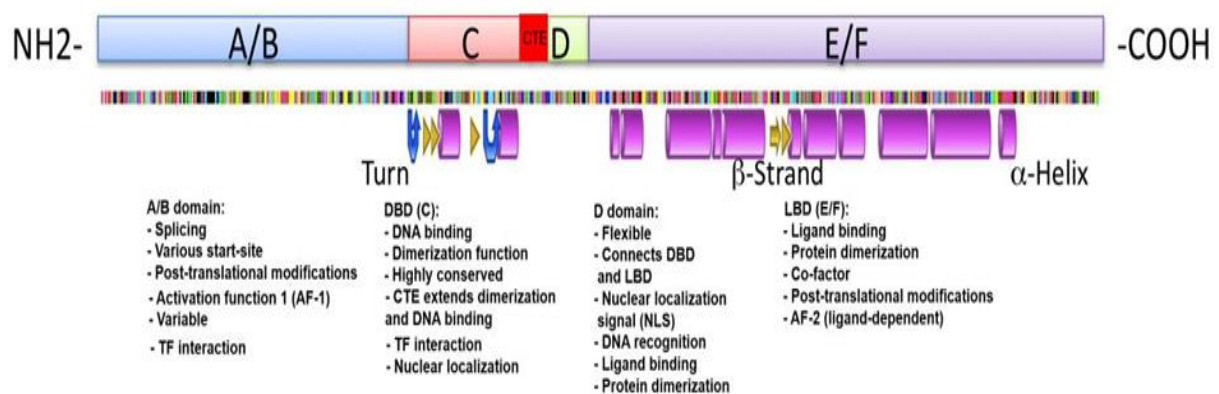 NH2- A/B C CTE D E/F -COOH
Turn β-Strand α-Helix
A/B domain:
- Splicing
- Various start-site
- Post-translational modifications
- Activation function 1 (AF-1)
- Variable
- TF interaction
DBD (C):
- DNA binding
- Dimerization function
- Highly conserved
- CTE extends dimerization
and DNA binding
- TF interaction
- Nuclear localization
D domain:
- Flexible
- Connects DBD
and LBD
- Nuclear localization
signal (NLS)
- DNA recognition
- Ligand binding
- Protein dimerization
LBD (E/F):
- Ligand binding
- Protein dimerization
- Co-factor
- Post-translational modifications
- AF-2 (ligand-dependent)